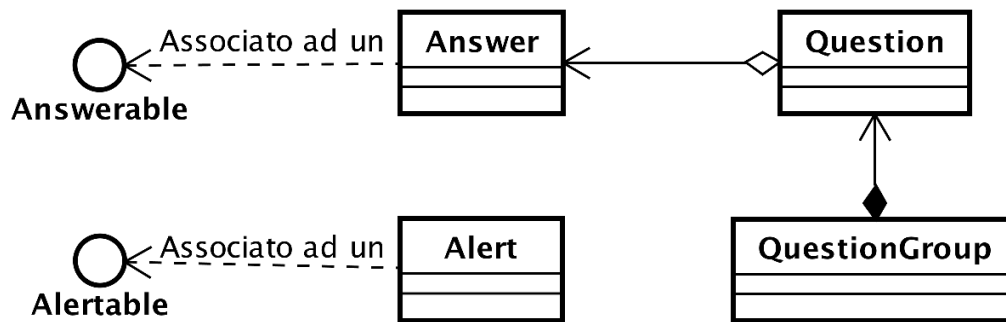 Associato ad un
Answer
Question
Answerable
Associato ad un
Alert
QuestionGroup
Alertable